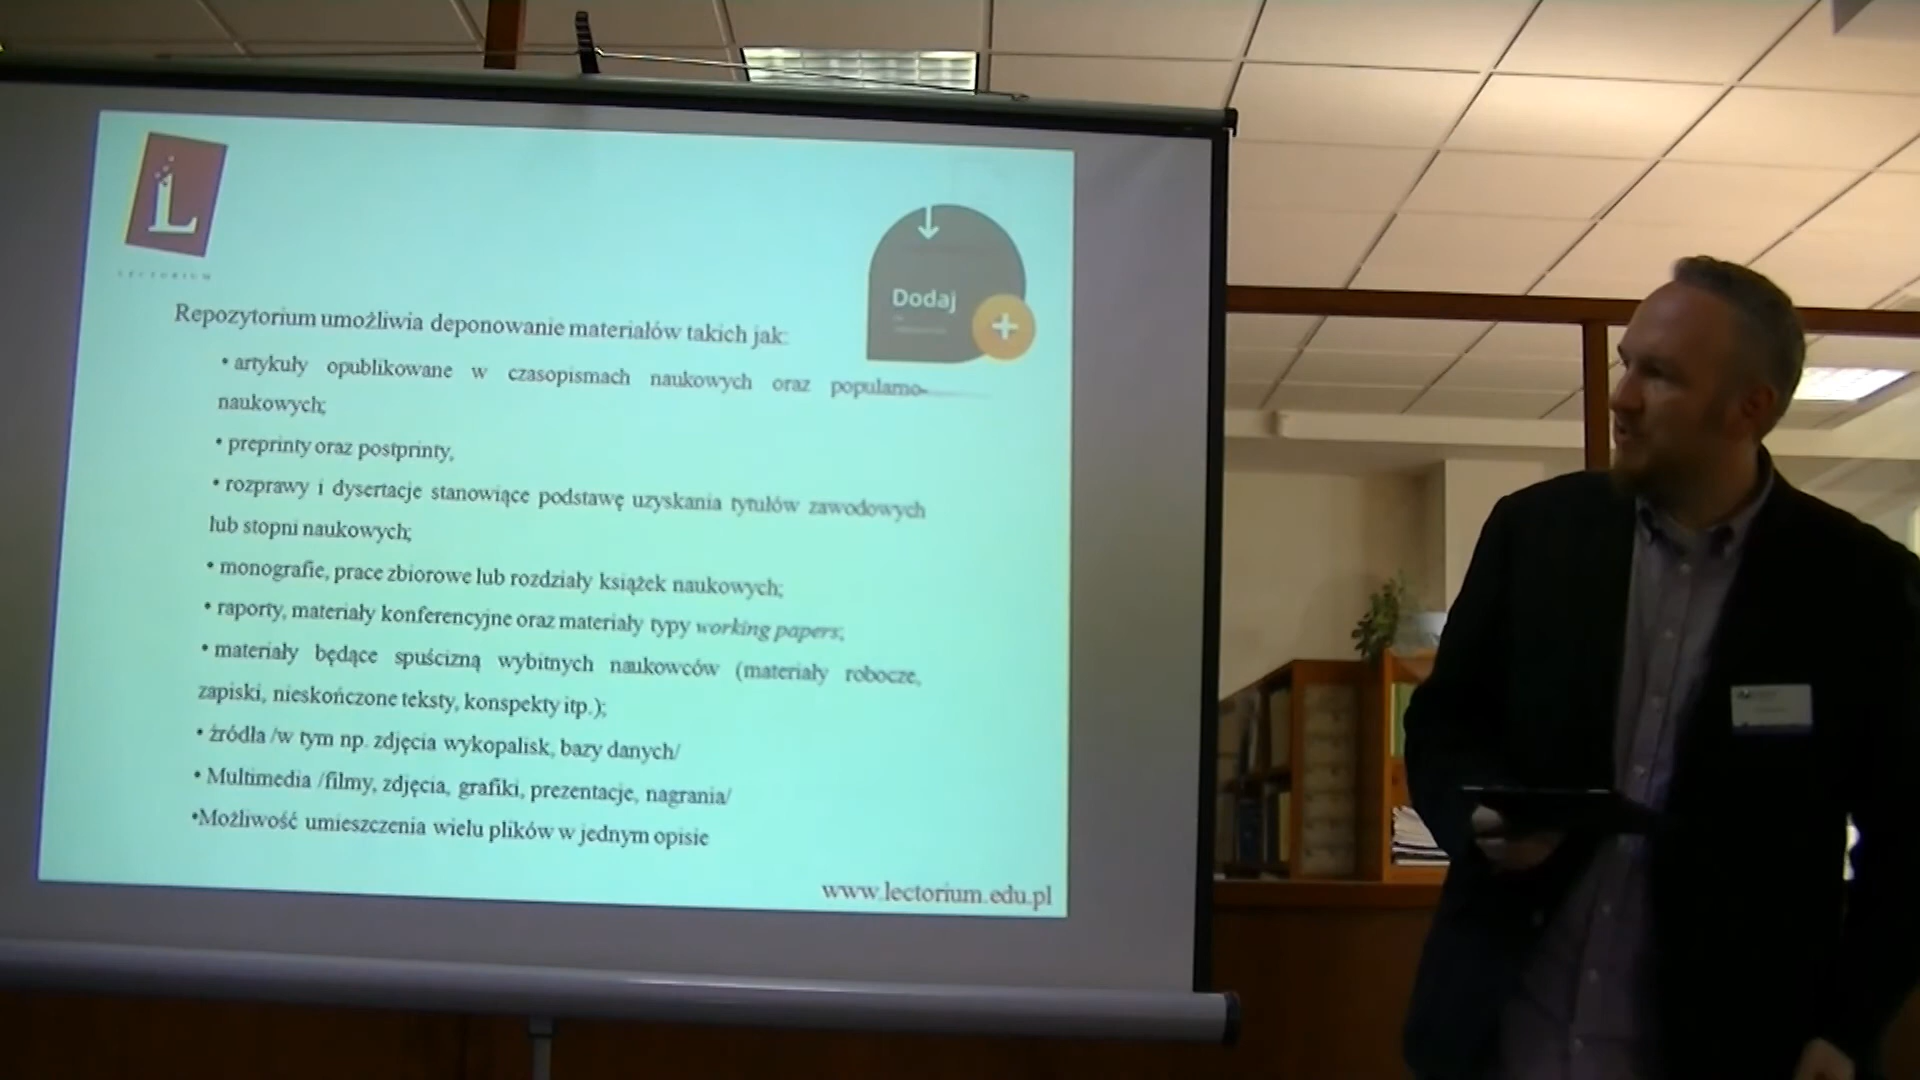 L
LECTORIUM
Dodaj
Repozytorium umożliwia deponowanie materiałów takich jak:
• artykuły opublikowane w czasopismach naukowych oraz popularno-
naukowych;
• preprinty oraz postprinty,
• rozprawy i dysertacje stanowiące podstawę uzyskania tytułów zawodowych
lub stopni naukowych;
• monografie, prace zbiorowe lub rozdziały książek naukowych;
• raporty, materiały konferencyjne oraz materiały typy working papers;
• materiały będące spuścizną wybitnych naukowców (materiały robocze,
zapiski, nieskończone teksty, konspekty itp.);
• źródła /w tym np. zdjęcia wykopalisk, bazy danych/
• Multimedia /filmy, zdjęcia, grafiki, prezentacje, nagrania/
•Możliwość umieszczenia wielu plików w jednym opisie
www.lectorium.edu.pl